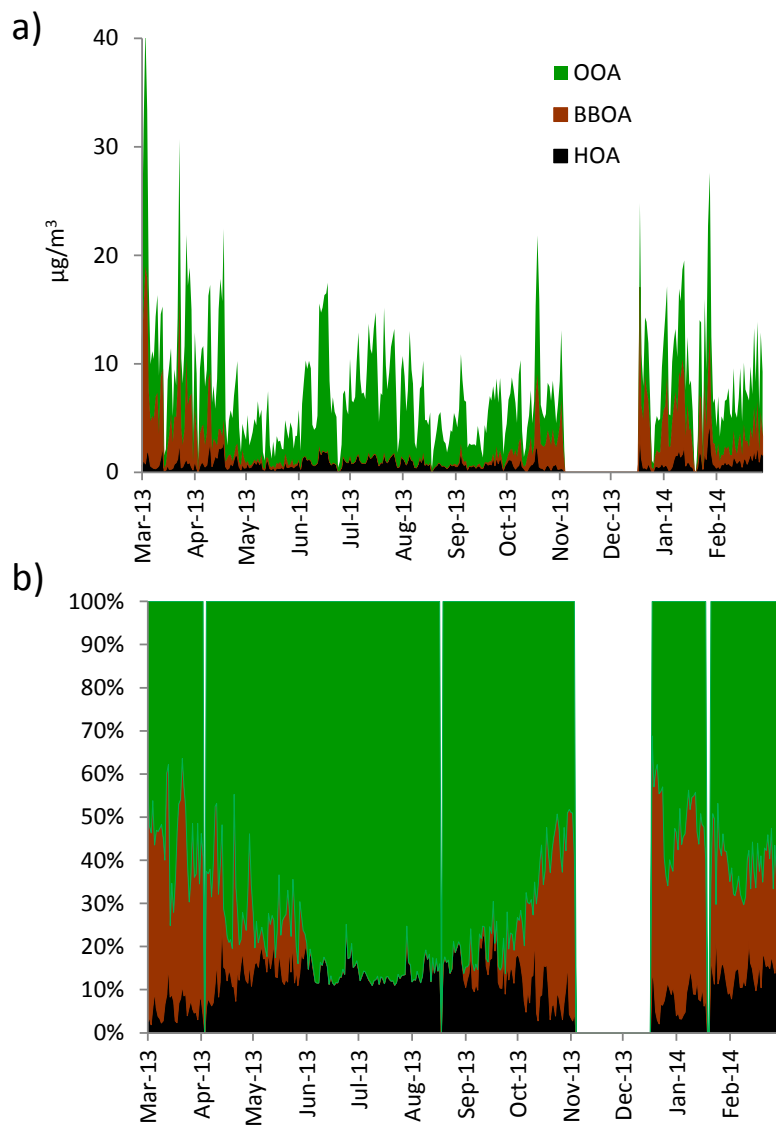 a)
40
30
20
10
0
µg/m³
OOA
BBOA
HOA
Mar-13
Apr-13
May-13
Jun-13
Jul-13
Aug-13
Sep-13
Oct-13
Nov-13
Dec-13
Jan-14
Feb-14
b)
100%
90%
80%
70%
60%
50%
40%
30%
20%
10%
0%
Mar-13
Apr-13
May-13
Jun-13
Jul-13
Aug-13
Sep-13
Oct-13
Nov-13
Dec-13
Jan-14
Feb-14